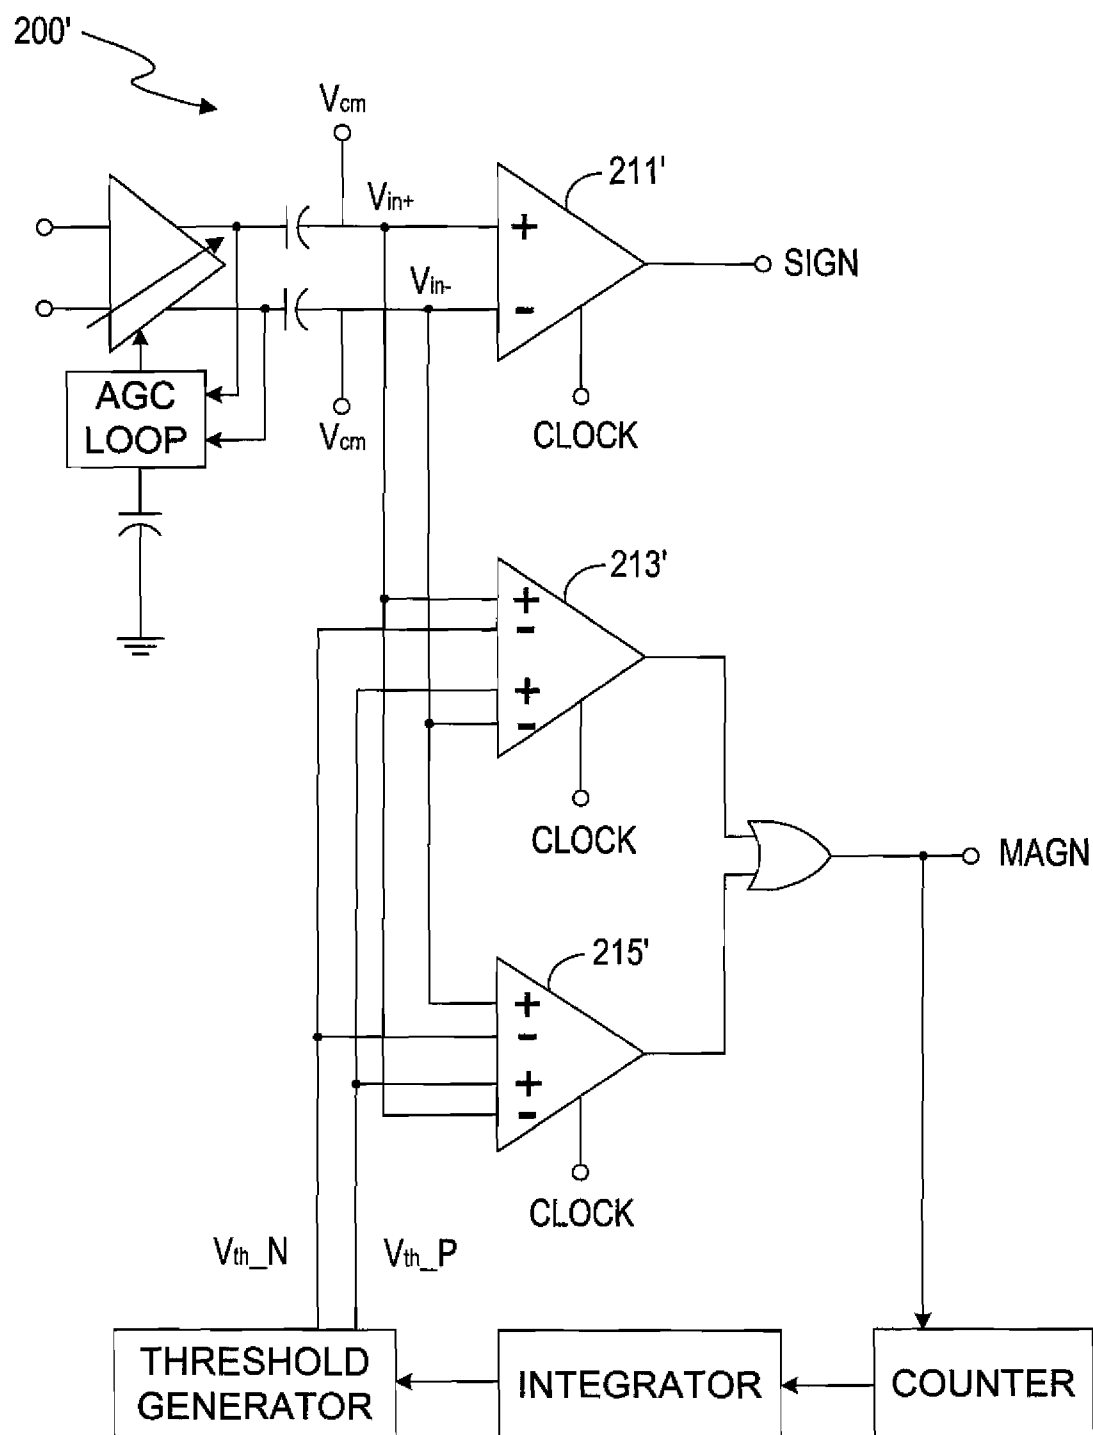 200'
Vcm
211'
Vin+
+
SIGN
Vin-
-
AGC
LOOP
Vcm
CLOCK
213'
+
-
+
-
CLOCK
MAGN
215'
+
-
+
-
CLOCK
Vth_N
Vth_P
THRESHOLD
GENERATOR
INTEGRATOR
COUNTER